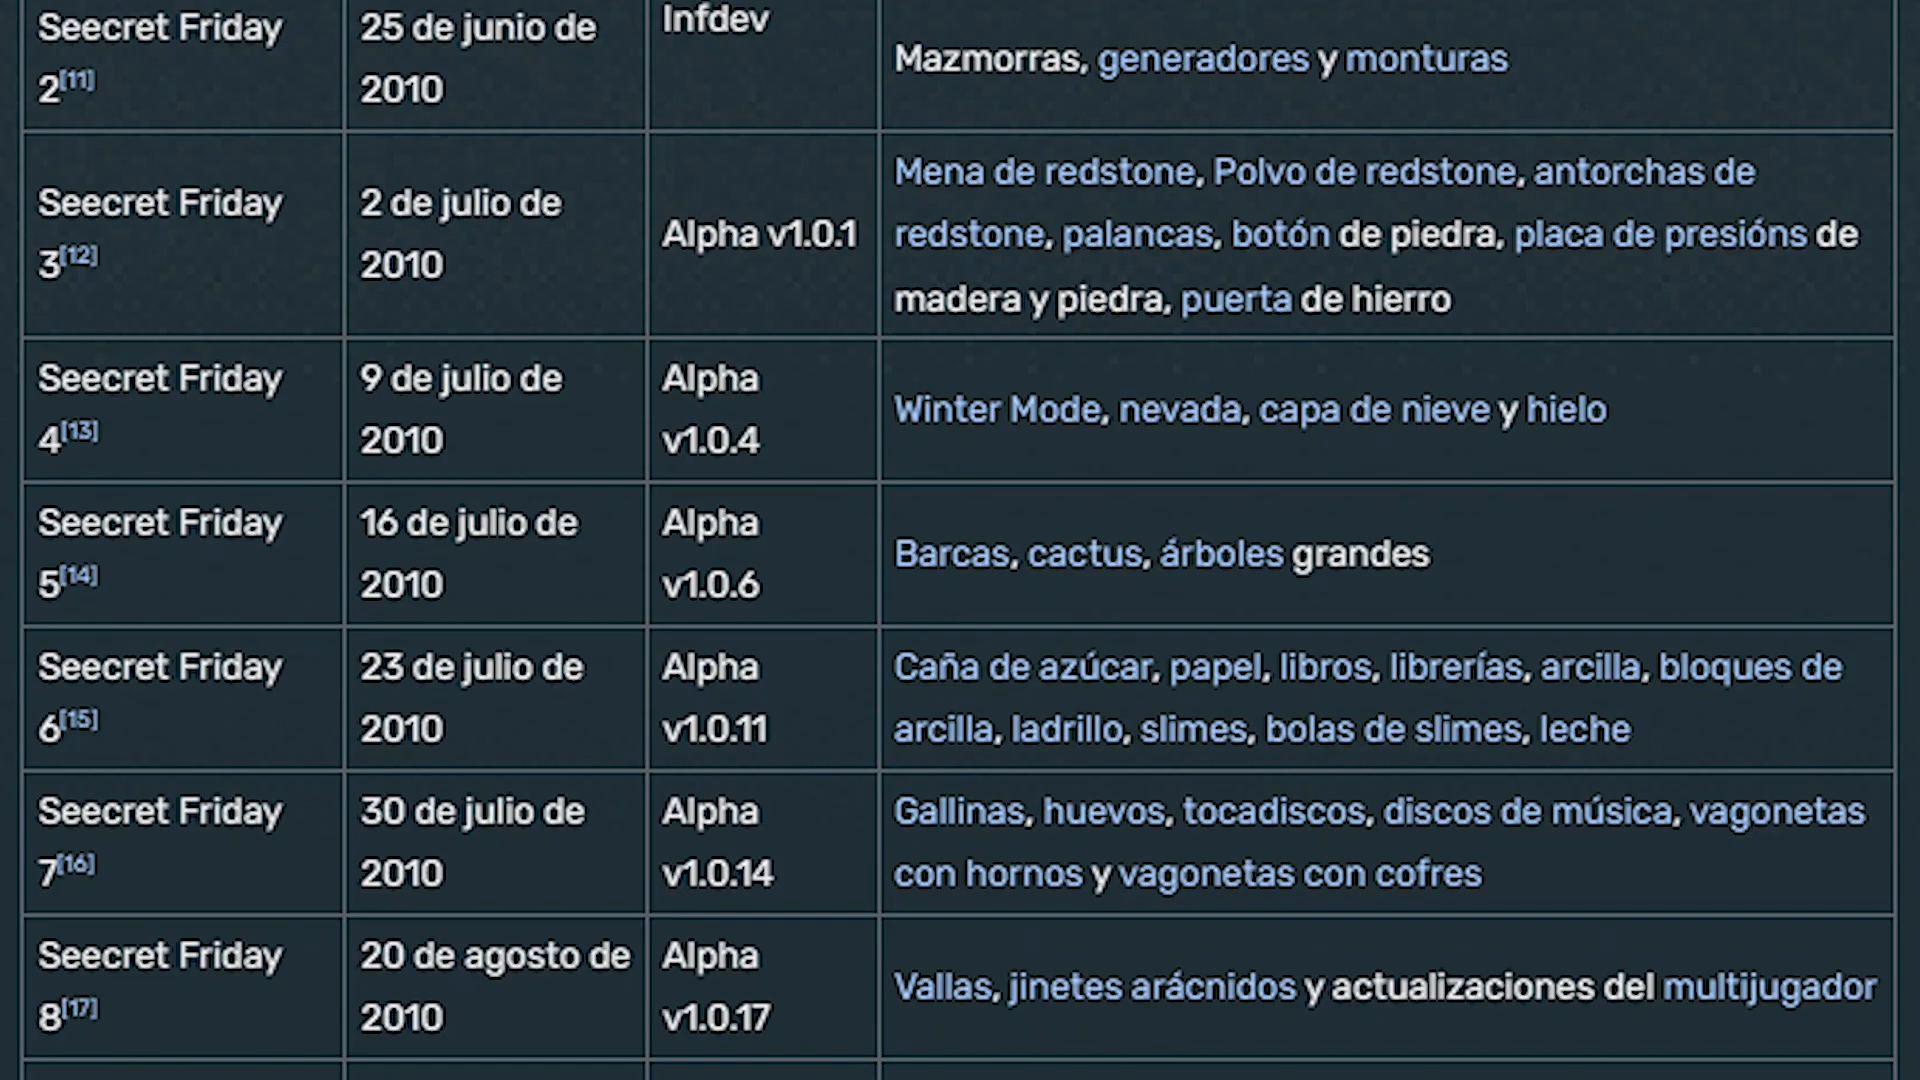 Seecret Friday
2[11]
25 de junio de
2010
Infdev
Mazmorras, generadores y monturas
Seecret Friday
3[12]
2 de julio de
2010
Alpha v1.0.1
Mena de redstone, Polvo de redstone, antorchas de
redstone, palancas, botón de piedra, placa de presións de
madera y piedra, puerta de hierro
Seecret Friday
4[13]
9 de julio de
2010
Alpha
v1.0.4
Winter Mode, nevada, capa de nieve y hielo
Seecret Friday
5[14]
16 de julio de
2010
Alpha
v1.0.6
Barcas, cactus, árboles grandes
Seecret Friday
6[15]
23 de julio de
2010
Alpha
v1.0.11
Caña de azúcar, papel, libros, librerías, arcilla, bloques de
arcilla, ladrillo, slimes, bolas de slimes, leche
Seecret Friday
7[16]
30 de julio de
2010
Alpha
v1.0.14
Gallinas, huevos, tocadiscos, discos de música, vagonetas
con hornos y vagonetas con cofres
Seecret Friday
8[17]
20 de agosto de
2010
Alpha
v1.0.17
Vallas, jinetes arácnidos y actualizaciones del multijugador